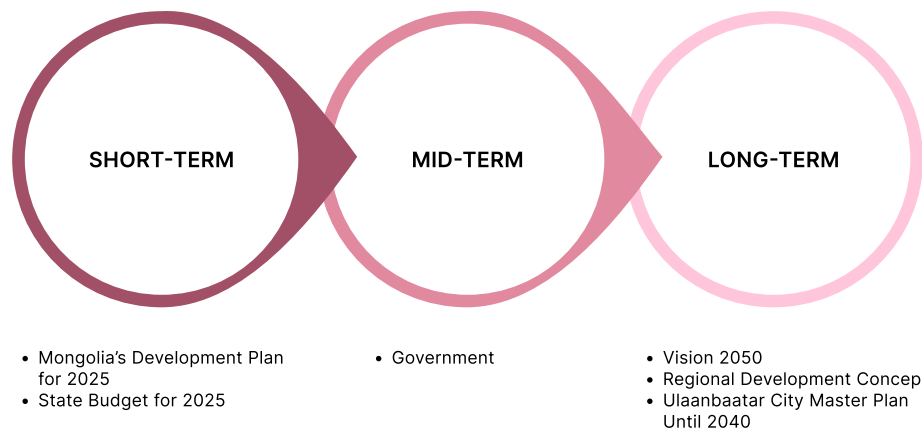 SHORT-TERM
MID-TERM
LONG-TERM
• Mongolia’s Development Plan
for 2025
• State Budget for 2025
• Government
• Vision 2050
• Regional Development Concep
• Ulaanbaatar City Master Plan
Until 2040